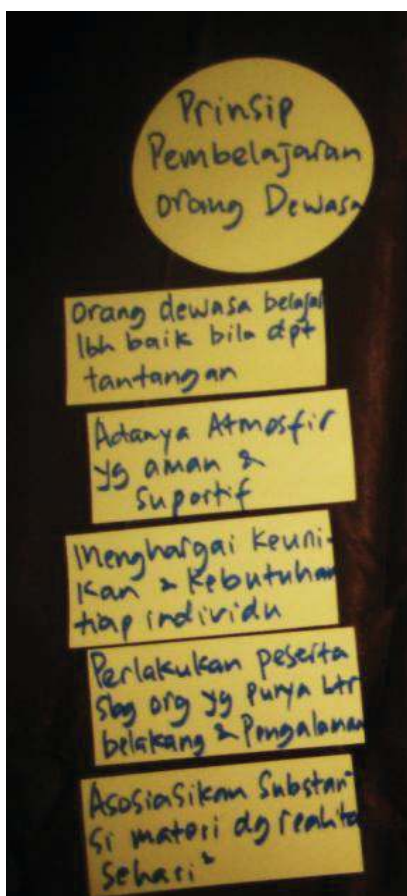 Prinsip
Pembelajaran
Orang Dewasa
Orang dewasa belajar
lbh baik bila dpt
tantangan
Adanya Atmosfir
yg aman &
Suportif
Menghargai Keuni-
kan & Kebutuhan
tiap individu
Perlakukan peserta
sbg org yg punya ltr
belakang & Pengalaman
Asosiasikan Substan-
si materi dg realita
sehari²